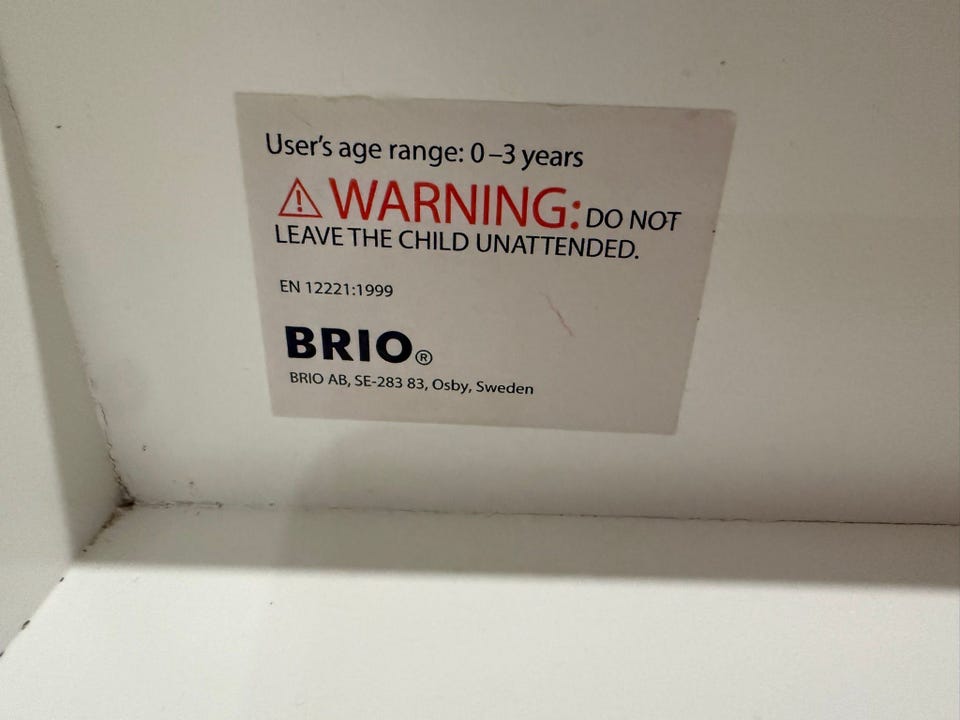 User's age range: 0–3 years
⚠ WARNING: DO NOT
LEAVE THE CHILD UNATTENDED.
EN 12221:1999
BRIO®
BRIO AB, SE-283 83, Osby, Sweden